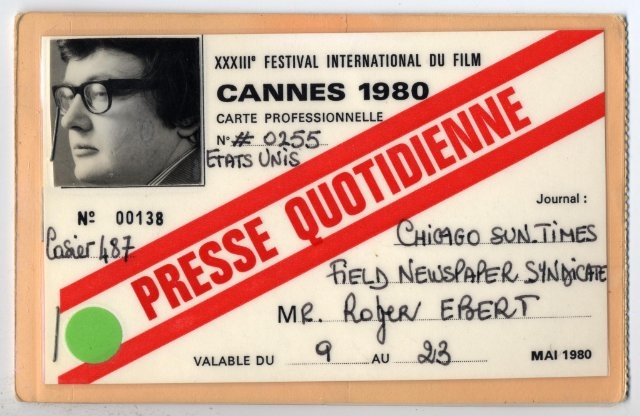 XXXIIIᵉ FESTIVAL INTERNATIONAL DU FILM
CANNES 1980
CARTE PROFESSIONNELLE
N° # 0255
ETATS UNIS
PRESSE QUOTIDIENNE
Nº 00138
Casier 487
Journal :
CHICAGO SUN-TIMES
FIELD NEWSPAPER SYNDICATE
MR. Roger EBERT
VALABLE DU 9 AU 23 MAI 1980